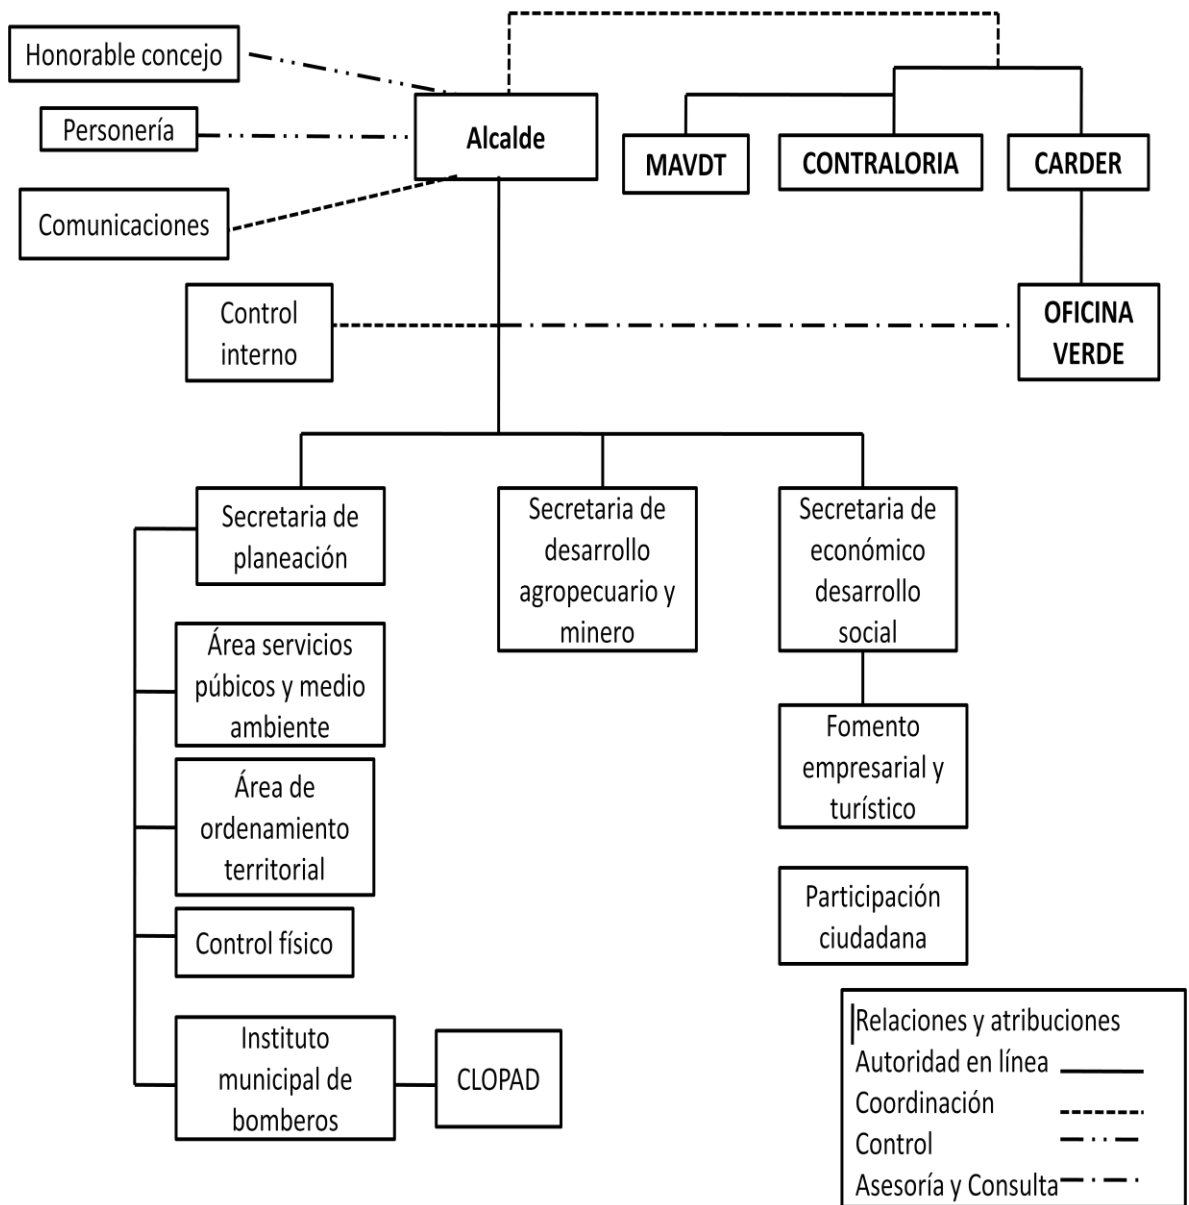 Honorable concejo
Personería
Alcalde
MAVDT
CONTRALORIA
CARDER
Comunicaciones
Control
interno
OFICINA
VERDE
Secretaria de
planeación
Secretaria de
desarrollo
agropecuario y
minero
Secretaria de
económico
desarrollo
social
Área servicios
púbicos y medio
ambiente
Fomento
empresarial y
turístico
Área de
ordenamiento
territorial
Participación
ciudadana
Control físico
Instituto
municipal de
bomberos
CLOPAD
Relaciones y atribuciones
Autoridad en línea
Coordinación
Control
Asesoría y Consulta